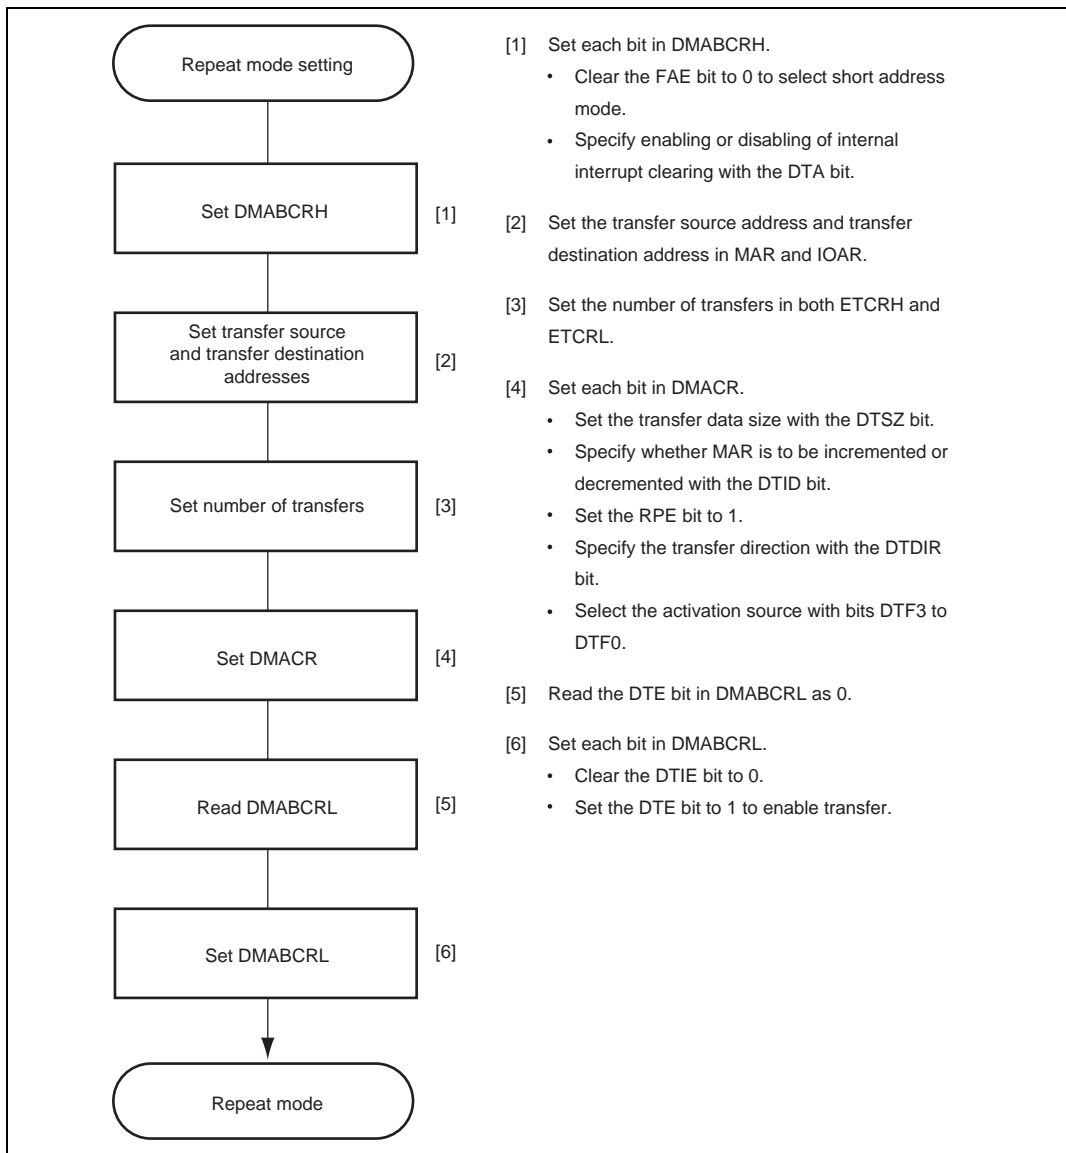 Repeat mode setting
Set DMABCRH
[1]
Set transfer source
and transfer destination
addresses
[2]
Set number of transfers
[3]
Set DMACR
[4]
Read DMABCRL
[5]
Set DMABCRL
[6]
Repeat mode
[1] Set each bit in DMABCRH.
• Clear the FAE bit to 0 to select short address
mode.
• Specify enabling or disabling of internal
interrupt clearing with the DTA bit.
[2] Set the transfer source address and transfer
destination address in MAR and IOAR.
[3] Set the number of transfers in both ETCRH and
ETCRL.
[4] Set each bit in DMACR.
• Set the transfer data size with the DTSZ bit.
• Specify whether MAR is to be incremented or
decremented with the DTID bit.
• Set the RPE bit to 1.
• Specify the transfer direction with the DTDIR
bit.
• Select the activation source with bits DTF3 to
DTF0.
[5] Read the DTE bit in DMABCRL as 0.
[6] Set each bit in DMABCRL.
• Clear the DTIE bit to 0.
• Set the DTE bit to 1 to enable transfer.